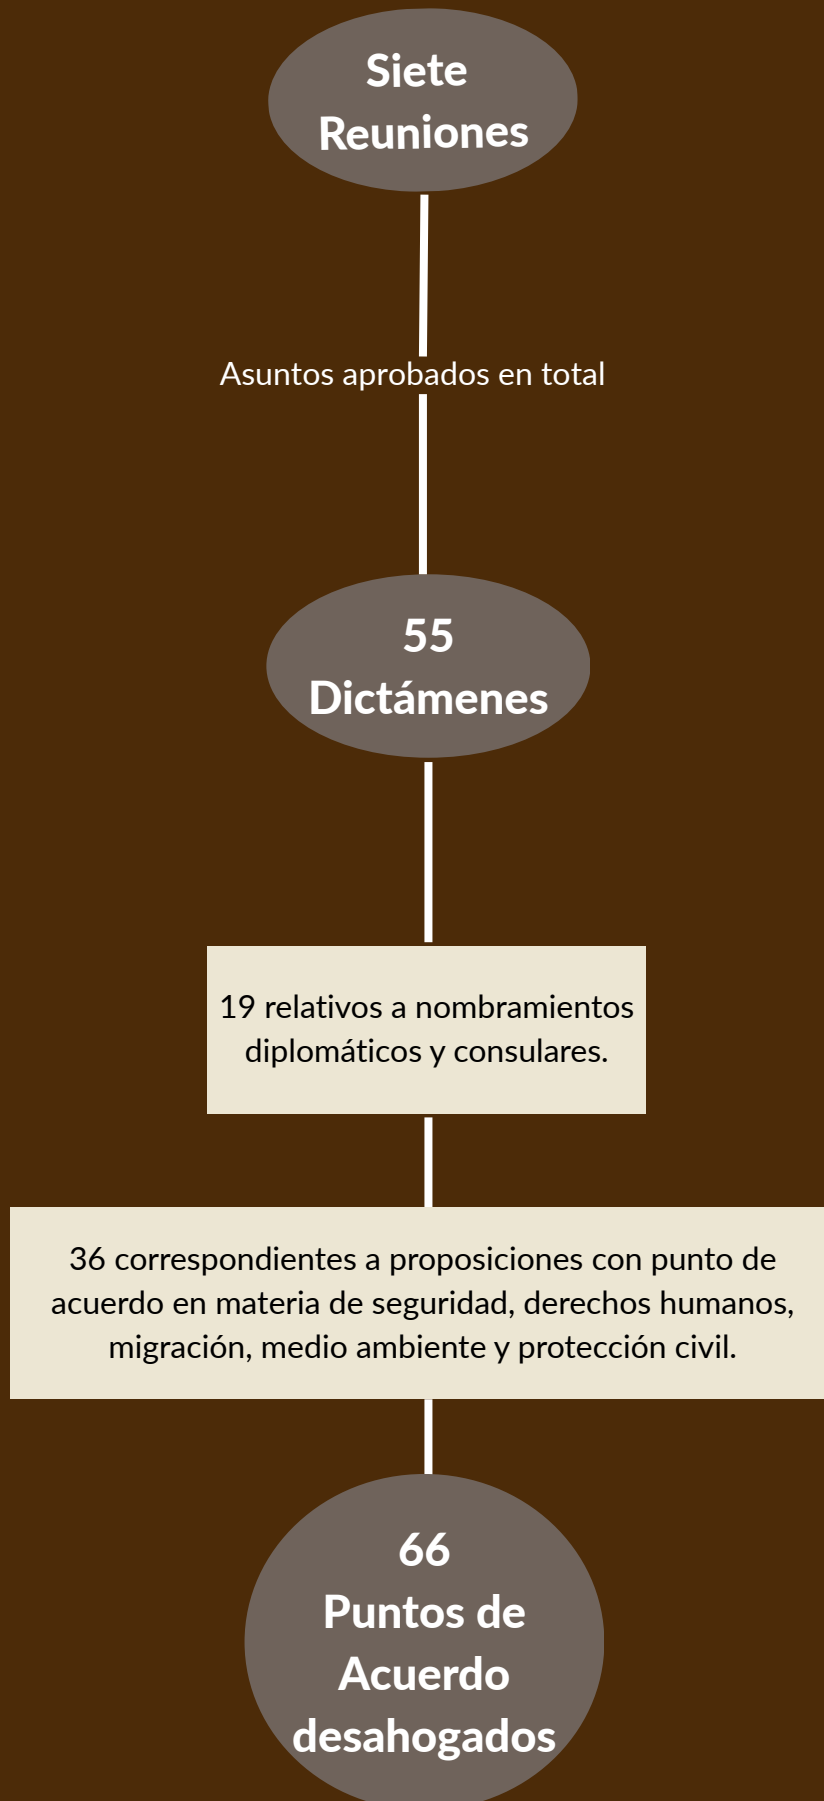 Siete
Reuniones
Asuntos aprobados en total
55
Dictámenes
19 relativos a nombramientos
diplomáticos y consulares.
36 correspondientes a proposiciones con punto de
acuerdo en materia de seguridad, derechos humanos,
migración, medio ambiente y protección civil.
66
Puntos de
Acuerdo
desahogados